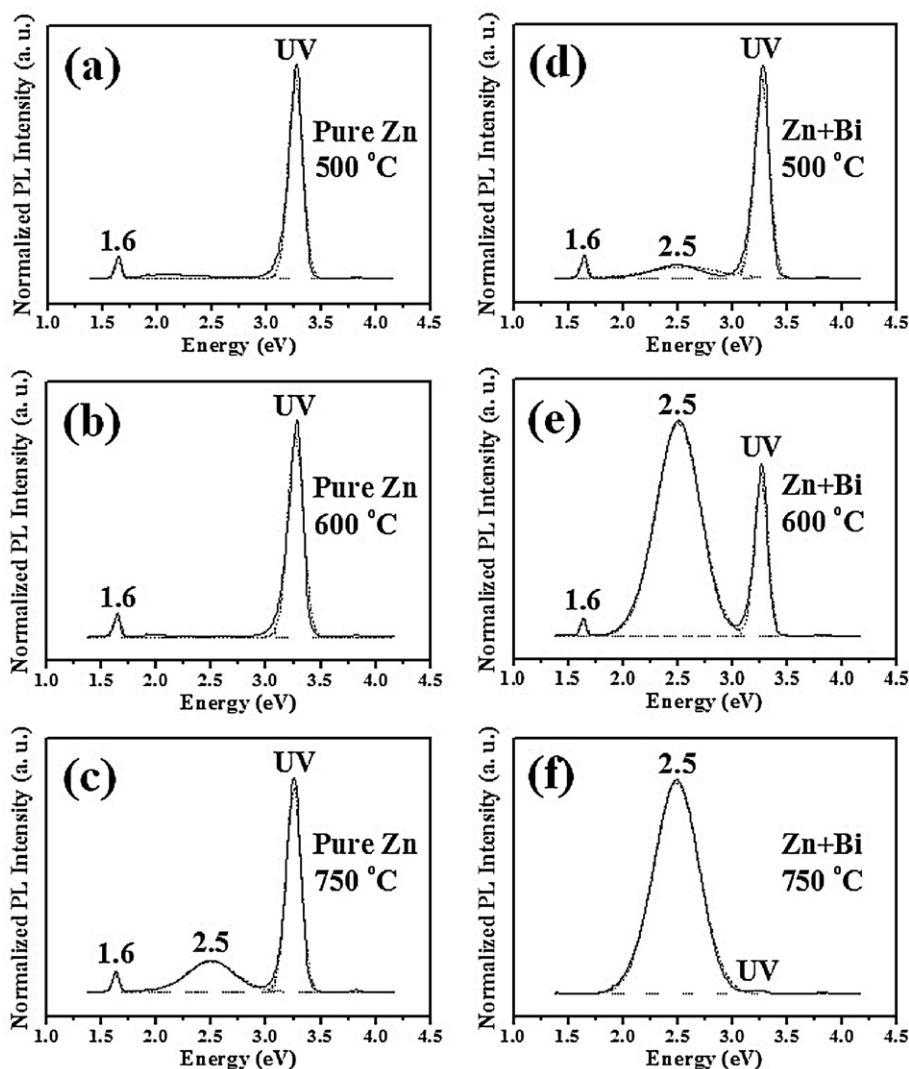 (a)
UV
Pure Zn
500 °C
1.6
Normalized PL Intensity (a. u.)
1.0 1.5 2.0 2.5 3.0 3.5 4.0 4.5
Energy (eV)
(d)
UV
Zn+Bi
500 °C
1.6
2.5
Normalized PL Intensity (a. u.)
1.0 1.5 2.0 2.5 3.0 3.5 4.0 4.5
Energy (eV)
(b)
UV
Pure Zn
600 °C
1.6
Normalized PL Intensity (a. u.)
1.0 1.5 2.0 2.5 3.0 3.5 4.0 4.5
Energy (eV)
(e)
2.5
UV
Zn+Bi
600 °C
1.6
Normalized PL Intensity (a. u.)
1.0 1.5 2.0 2.5 3.0 3.5 4.0 4.5
Energy (eV)
(c)
UV
Pure Zn
750 °C
1.6
2.5
Normalized PL Intensity (a. u.)
1.0 1.5 2.0 2.5 3.0 3.5 4.0 4.5
Energy (eV)
(f)
2.5
Zn+Bi
750 °C
UV
Normalized PL Intensity (a. u.)
1.0 1.5 2.0 2.5 3.0 3.5 4.0 4.5
Energy (eV)